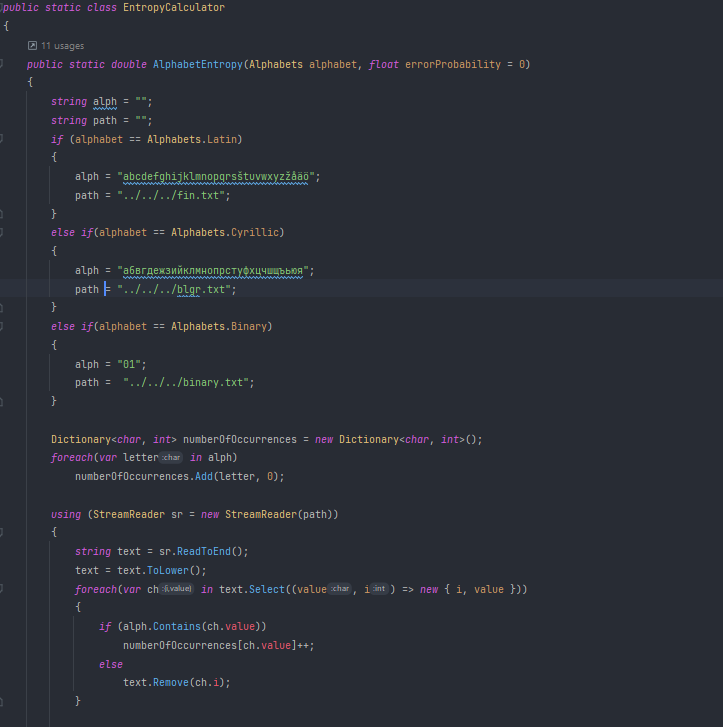 public static class EntropyCalculator
{
11 usages
public static double AlphabetEntropy(Alphabets alphabet, float errorProbability = 0)
{
string alph = "";
string path = "";
if (alphabet == Alphabets.Latin)
{
alph = "abcdefghijklmnopqrsštuvwxyzžåäö";
path = "../../../fin.txt";
}
else if(alphabet == Alphabets.Cyrillic)
{
alph = "абвгдежзийклмнопрстуфхцчшщъьюя";
path = "../../../blgr.txt";
}
else if(alphabet == Alphabets.Binary)
{
alph = "01";
path =  "../../../binary.txt";
}
Dictionary<char, int> numberOfOccurrences = new Dictionary<char, int>();
foreach(var letter :char in alph)
numberOfOccurrences.Add(letter, 0);
using (StreamReader sr = new StreamReader(path))
{
string text = sr.ReadToEnd();
text = text.ToLower();
foreach(var ch :{i,value} in text.Select((value :char , i :int ) => new { i, value }))
{
if (alph.Contains(ch.value))
numberOfOccurrences[ch.value]++;
else
text.Remove(ch.i);
}